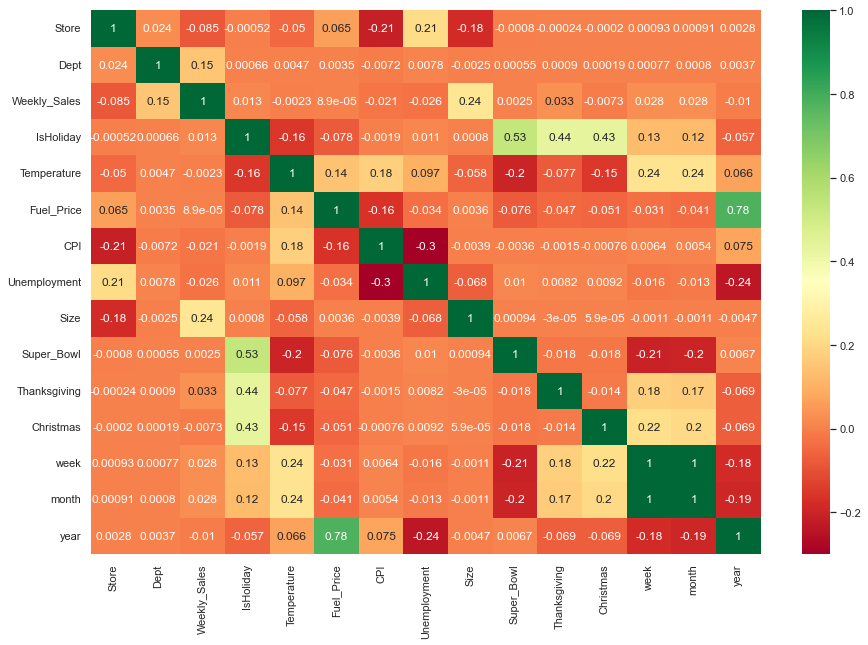 Store 1 0.024 -0.085 -0.00052 -0.05 0.065 -0.21 0.21 -0.18 -0.0008 -0.00024 -0.0002 0.00093 0.00091 0.0028
Dept 0.024 1 0.15 0.00066 0.0047 0.0035 -0.0072 0.0078 -0.0025 0.00055 0.0009 0.00019 0.00077 0.0008 0.0037
Weekly_Sales -0.085 0.15 1 0.013 -0.0023 8.9e-05 -0.021 -0.026 0.24 0.0025 0.033 -0.0073 0.028 0.028 -0.01
IsHoliday -0.00052 0.00066 0.013 1 -0.16 -0.078 -0.0019 0.011 0.0008 0.53 0.44 0.43 0.13 0.12 -0.057
Temperature -0.05 0.0047 -0.0023 -0.16 1 0.14 0.18 0.097 -0.058 -0.2 -0.077 -0.15 0.24 0.24 0.066
Fuel_Price 0.065 0.0035 8.9e-05 -0.078 0.14 1 -0.16 -0.034 0.0036 -0.076 -0.047 -0.051 -0.031 -0.041 0.78
CPI -0.21 -0.0072 -0.021 -0.0019 0.18 -0.16 1 -0.3 -0.0039 -0.0036 -0.0015 -0.00076 0.0064 0.0054 0.075
Unemployment 0.21 0.0078 -0.026 0.011 0.097 -0.034 -0.3 1 -0.068 0.01 0.0082 0.0092 -0.016 -0.013 -0.24
Size -0.18 -0.0025 0.24 0.0008 -0.058 0.0036 -0.0039 -0.068 1 0.00094 -3e-05 5.9e-05 -0.0011 -0.0011 -0.0047
Super_Bowl -0.0008 0.00055 0.0025 0.53 -0.2 -0.076 -0.0036 0.01 0.00094 1 -0.018 -0.018 -0.21 -0.2 0.0067
Thanksgiving -0.00024 0.0009 0.033 0.44 -0.077 -0.047 -0.0015 0.0082 -3e-05 -0.018 1 -0.014 0.18 0.17 -0.069
Christmas -0.0002 0.00019 -0.0073 0.43 -0.15 -0.051 -0.00076 0.0092 5.9e-05 -0.018 -0.014 1 0.22 0.2 -0.069
week 0.00093 0.00077 0.028 0.13 0.24 -0.031 0.0064 -0.016 -0.0011 -0.21 0.18 0.22 1 1 -0.18
month 0.00091 0.0008 0.028 0.12 0.24 -0.041 0.0054 -0.013 -0.0011 -0.2 0.17 0.2 1 1 -0.19
year 0.0028 0.0037 -0.01 -0.057 0.066 0.78 0.075 -0.24 -0.0047 0.0067 -0.069 -0.069 -0.18 -0.19 1
Store Dept Weekly_Sales IsHoliday Temperature Fuel_Price CPI Unemployment Size Super_Bowl Thanksgiving Christmas week month year
1.0
0.8
0.6
0.4
0.2
0.0
−0.2